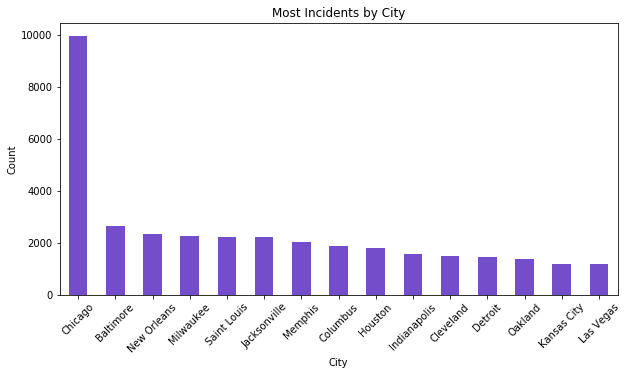 Most Incidents by City
10000
8000
6000
4000
2000
0
Count
Chicago
Baltimore
New Orleans
Milwaukee
Saint Louis
Jacksonville
Memphis
Columbus
Houston
Indianapolis
Cleveland
Detroit
Oakland
Kansas City
Las Vegas
City